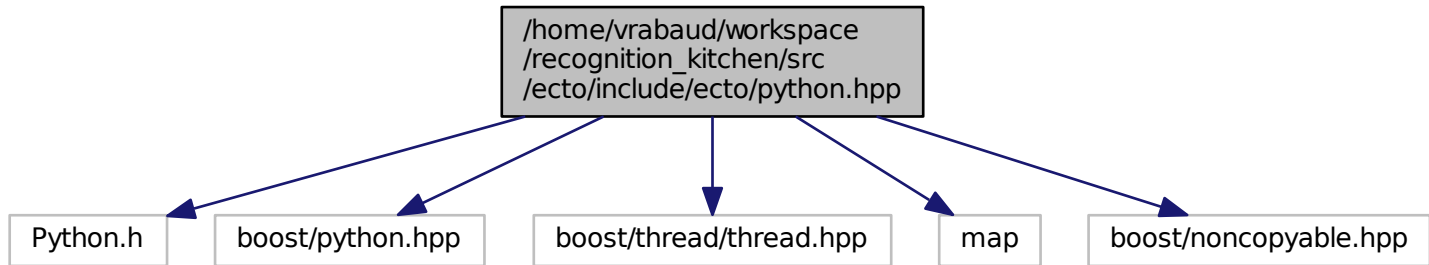 /home/vrabaud/workspace
/recognition_kitchen/src
/ecto/include/ecto/python.hpp
Python.h
boost/python.hpp
boost/thread/thread.hpp
map
boost/noncopyable.hpp